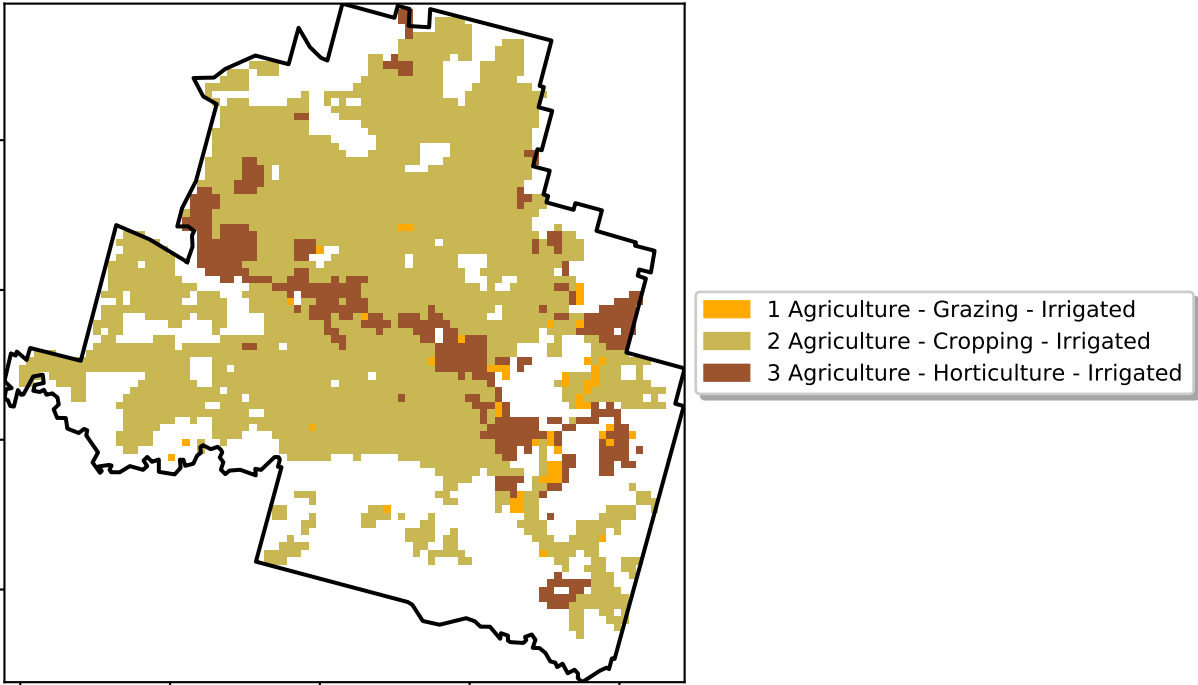 1 Agriculture - Grazing - Irrigated
2 Agriculture - Cropping - Irrigated
3 Agriculture - Horticulture - Irrigated